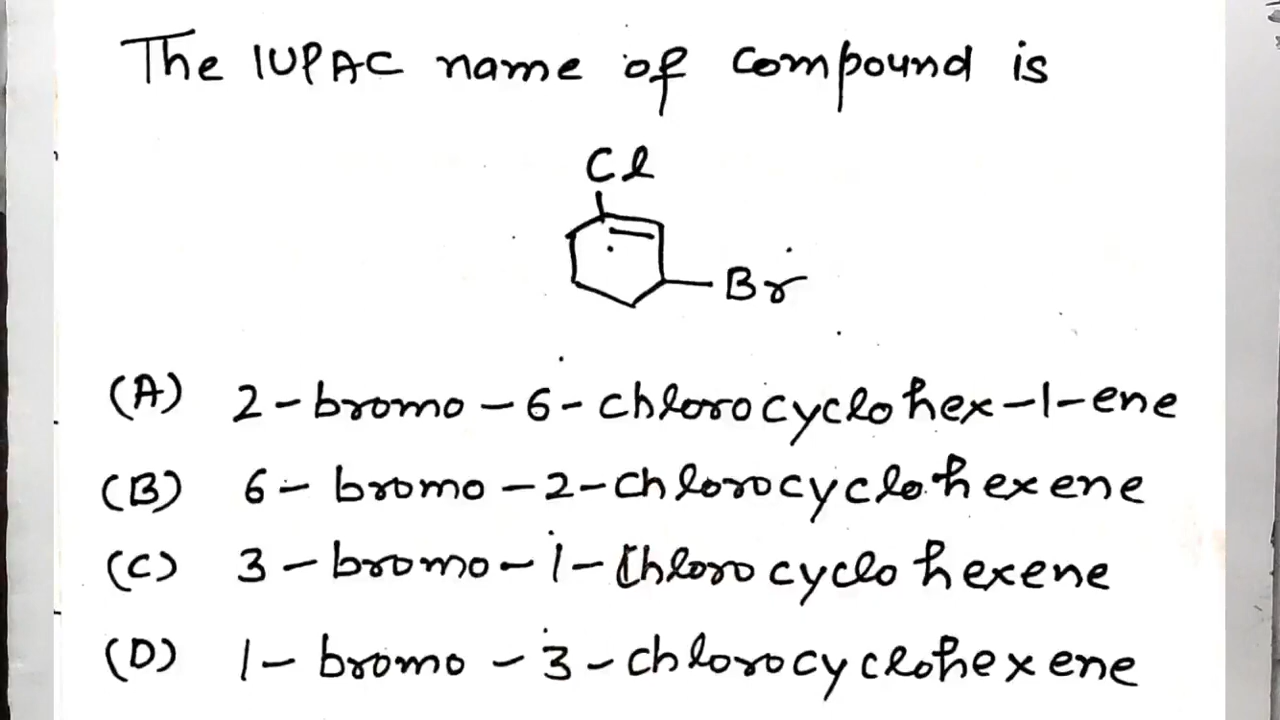 The IUPAC name of compound is
Cl
Br
(A) 2-bromo-6-chlorocyclohex-1-ene
(B) 6-bromo-2-chlorocyclohexene
(C) 3-bromo-1-Chlorocyclohexene
(D) 1-bromo-3-chlorocyclohexene